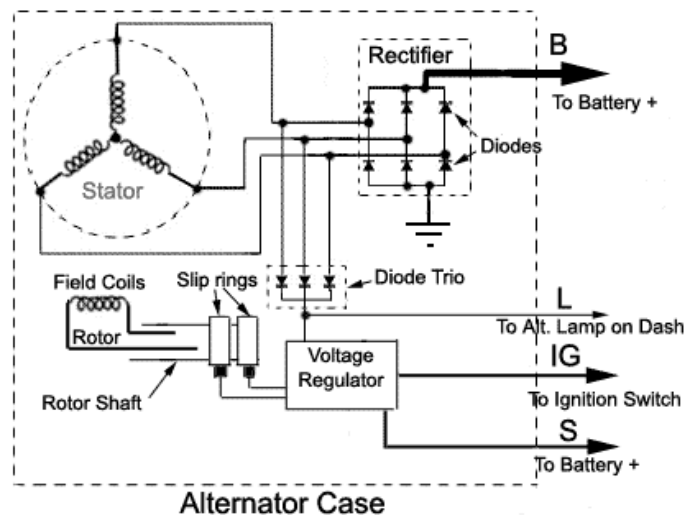 B
Rectifier
To Battery +
Diodes
Stator
Diode Trio
Field Coils
Slip rings
L
To Alt. Lamp on Dash
Rotor
Voltage
Regulator
IG
Rotor Shaft
To Ignition Switch
S
To Battery +
Alternator Case